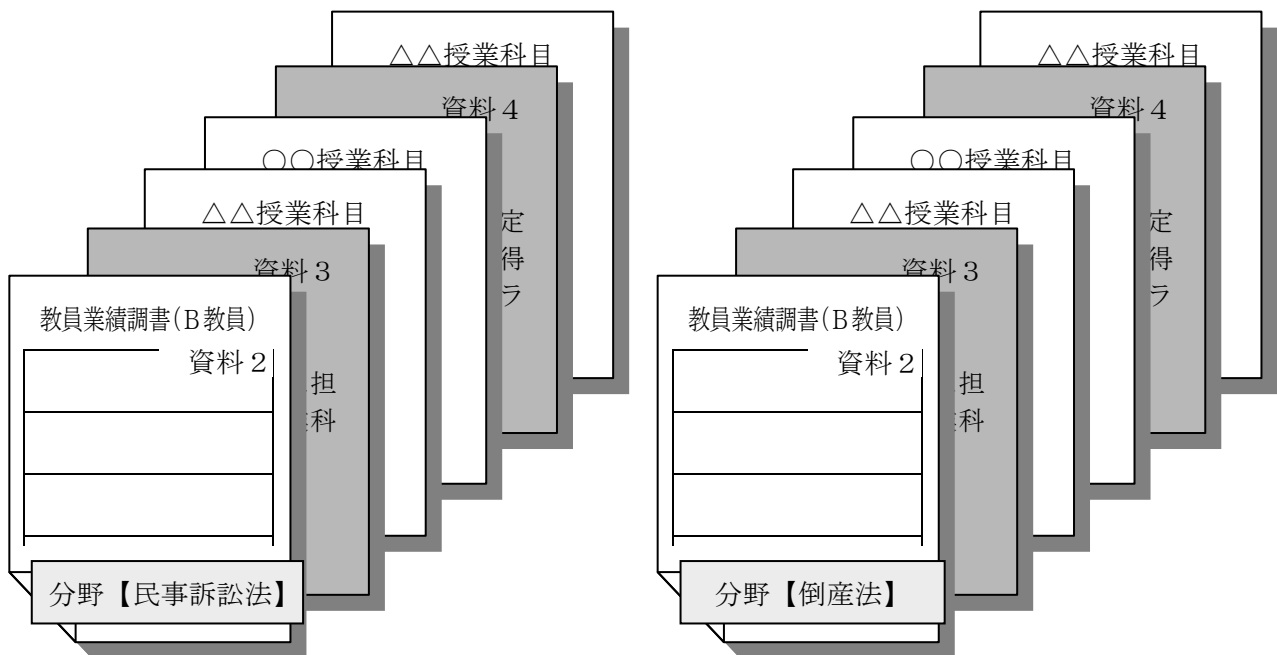 △△授業科目
資料４
○○授業科目
定
得
ラ
△△授業科目
資料３
担
業科
教員業績調書（Ｂ教員）
資料２
分野【民事訴訟法】
△△授業科目
資料４
○○授業科目
定
得
ラ
△△授業科目
資料３
担
業科
教員業績調書（Ｂ教員）
資料２
分野【倒産法】